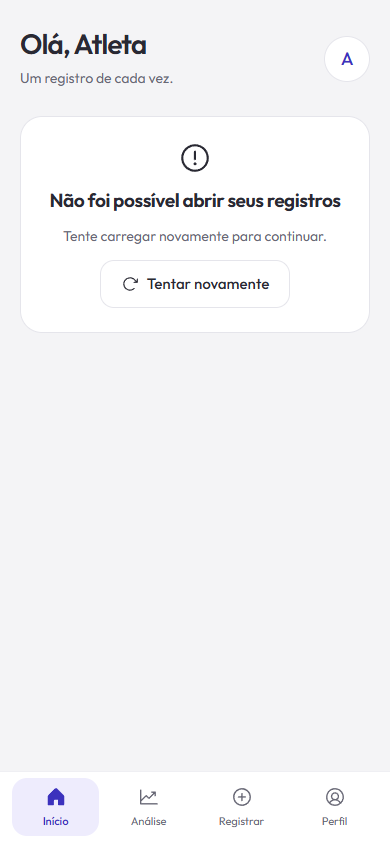 Olá, Atleta
Um registro de cada vez.
A
Não foi possível abrir seus registros
Tente carregar novamente para continuar.
Tentar novamente
Início
Análise
Registrar
Perfil